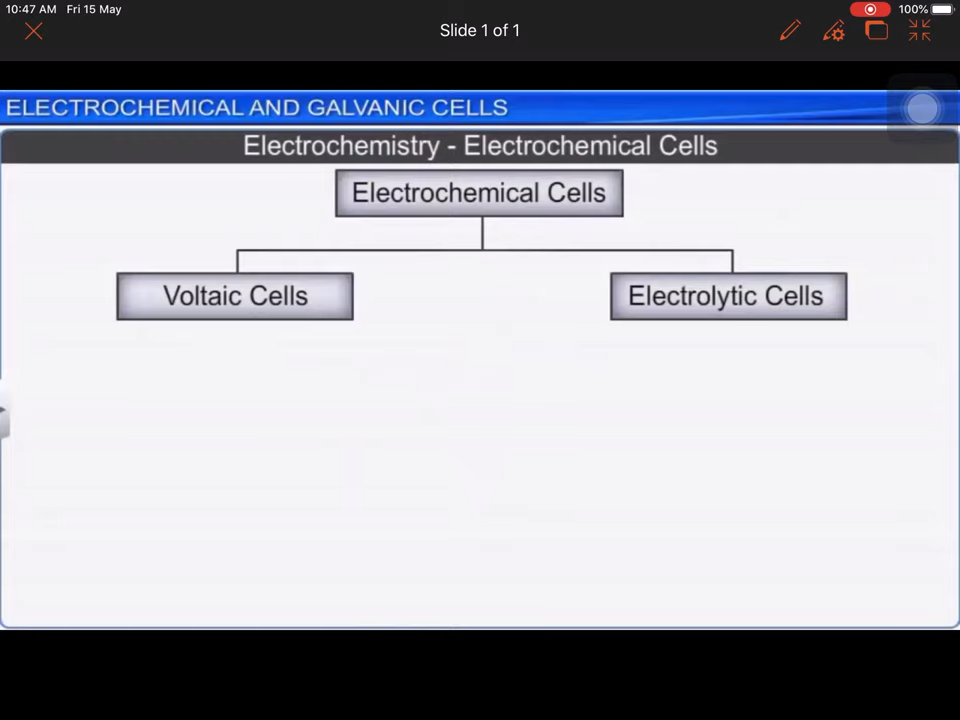 10:47 AM Fri 15 May
100%
Slide 1 of 1
ELECTROCHEMICAL AND GALVANIC CELLS
Electrochemistry - Electrochemical Cells
Electrochemical Cells
Voltaic Cells
Electrolytic Cells